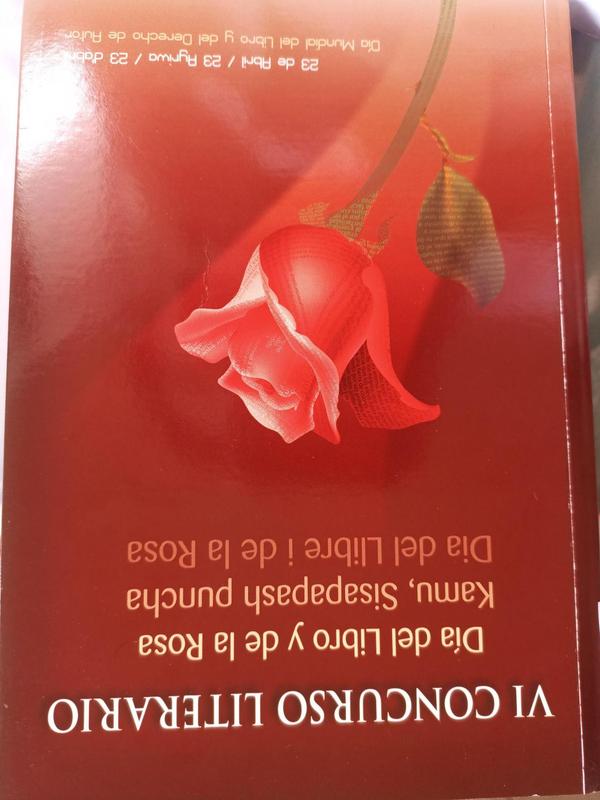 VI CONCURSO LITERARIO
Día del Libro y de la Rosa
Kamu, Sisapapash puncha
Dia del Llibre i de la Rosa
23 de Abril / 23 Ayriwa / 23 d'abril
Día Mundial del Libro y del Derecho de Autor